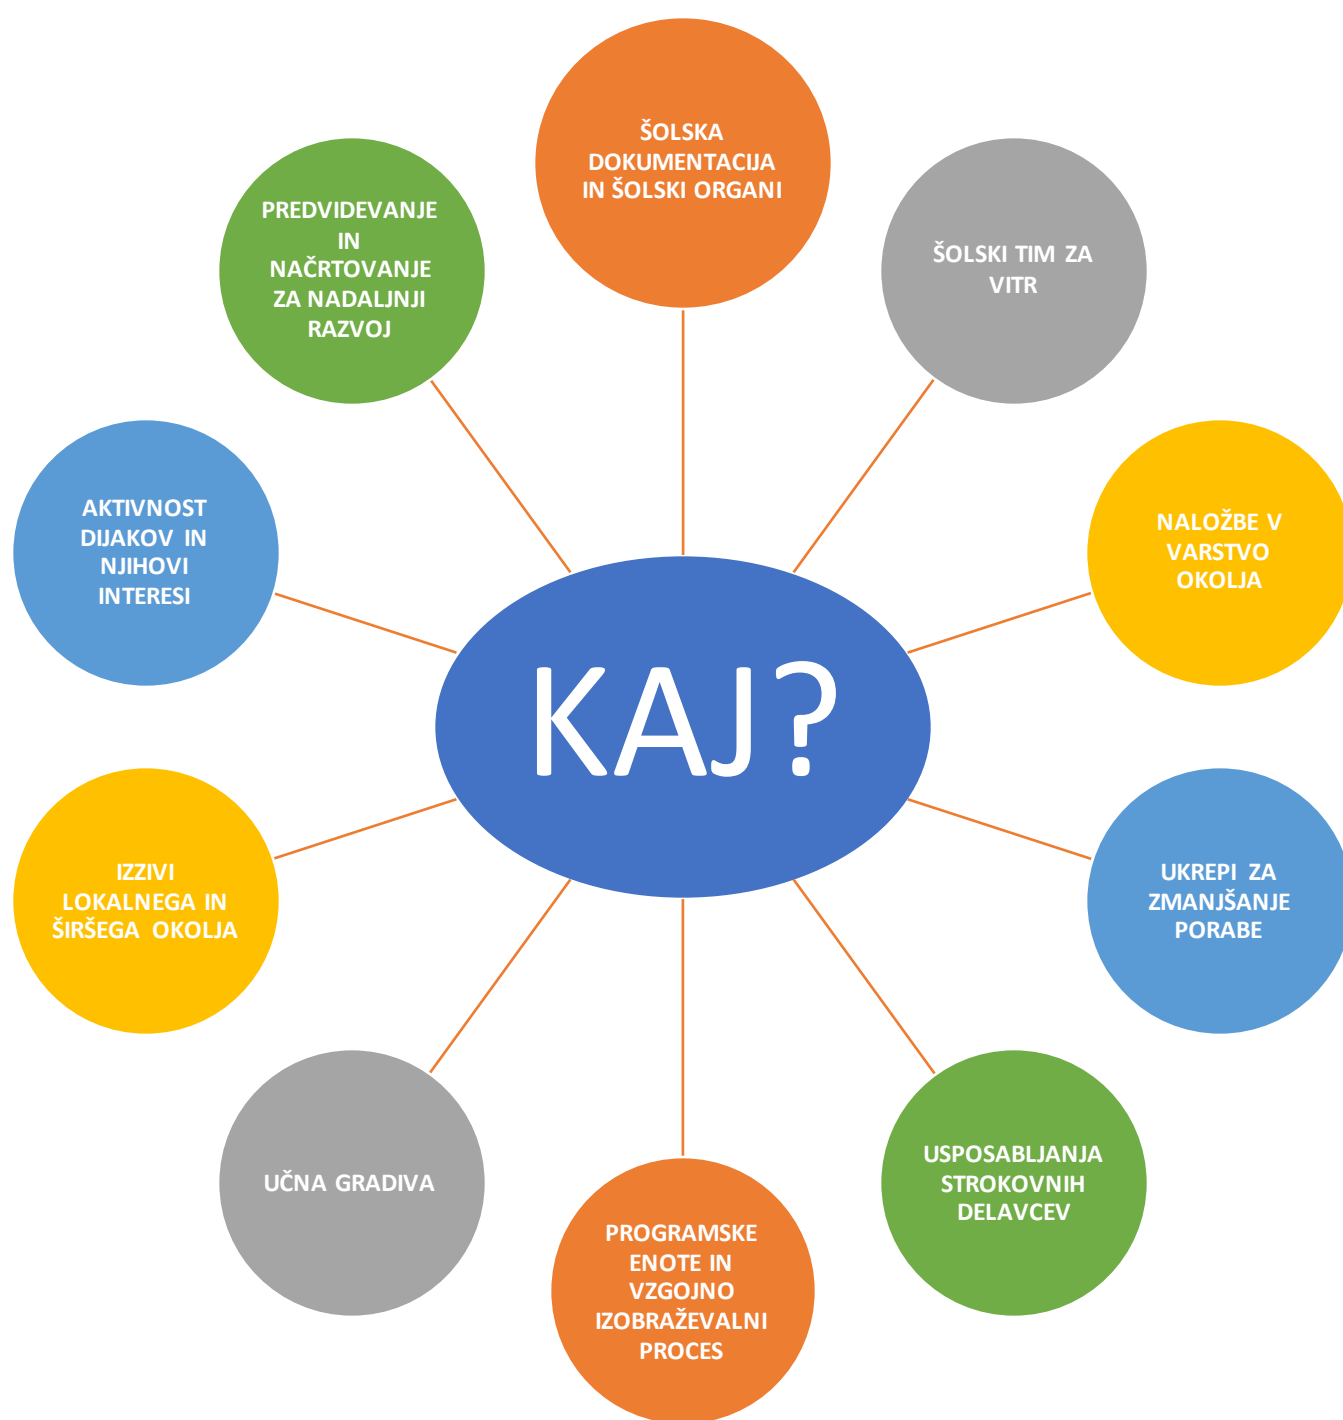 ŠOLSKA
DOKUMENTACIJA
IN ŠOLSKI ORGANI
ŠOLSKI TIM ZA
VITR
NALOŽBE V
VARSTVO
OKOLJA
UKREPI ZA
ZMANJŠANJE
PORABE
USPOSABLJANJA
STROKOVNIH
DELAVCEV
PROGRAMSKE
ENOTE IN
VZGOJNO
IZOBRAŽEVALNI
PROCES
UČNA GRADIVA
IZZIVI
LOKALNEGA IN
ŠIRŠEGA OKOLJA
AKTIVNOST
DIJAKOV IN
NJIHOVI
INTERESI
PREDVIDEVANJE
IN
NAČRTOVANJE
ZA NADALJNJI
RAZVOJ
KAJ?